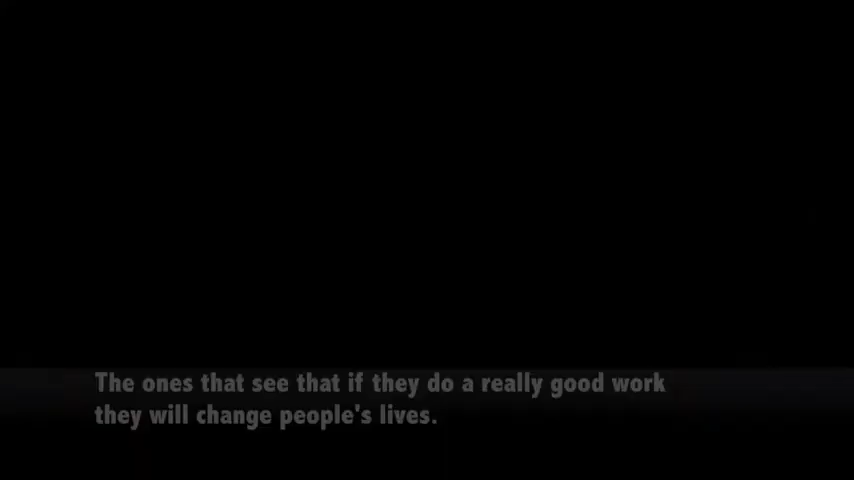 The ones that see that if they do a really good work
they will change people's lives.